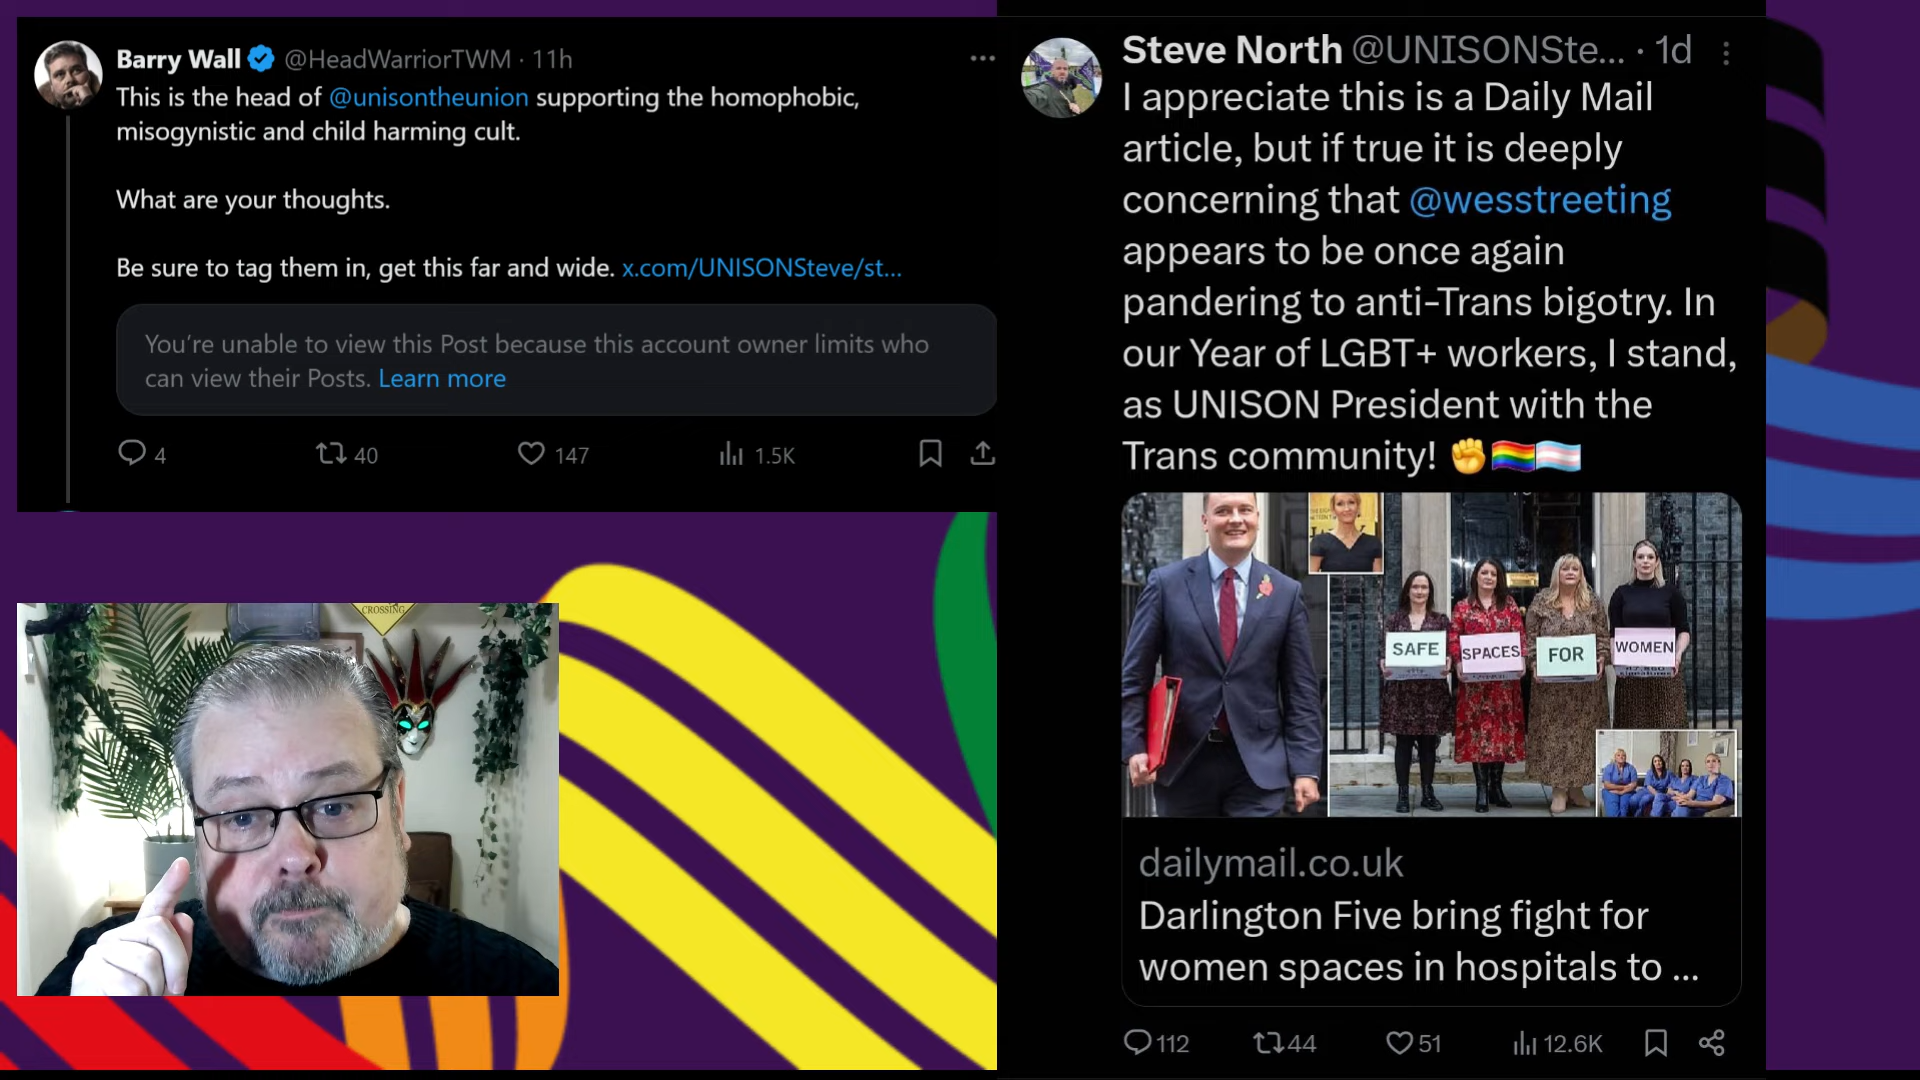 Barry Wall @HeadWarriorTWM · 11h
This is the head of @unisontheunion supporting the homophobic,
misogynistic and child harming cult.
What are your thoughts.
Be sure to tag them in, get this far and wide. x.com/UNISONSteve/st...
You're unable to view this Post because this account owner limits who
can view their Posts. Learn more
4 40 147 1.5K
CROSSING
Steve North @UNISONSte... · 1d
I appreciate this is a Daily Mail
article, but if true it is deeply
concerning that @wesstreeting
appears to be once again
pandering to anti-Trans bigotry. In
our Year of LGBT+ workers, I stand,
as UNISON President with the
Trans community! ✊🏳️‍🌈🏳️‍⚧️
SAFE SPACES FOR WOMEN
dailymail.co.uk
Darlington Five bring fight for
women spaces in hospitals to ...
112 44 51 12.6K